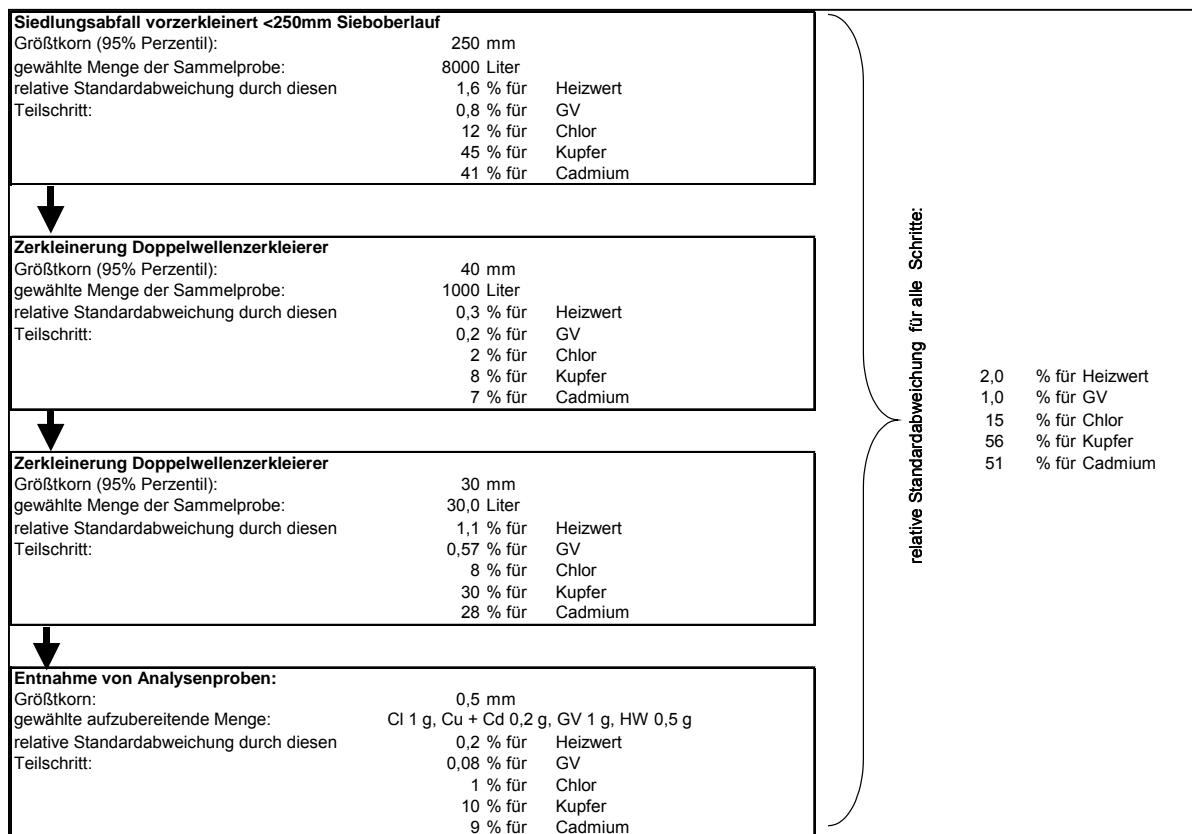 Siedlungsabfall vorzerkleinert <250mm Sieboberlauf
Größtkorn (95% Perzentil): 250 mm
gewählte Menge der Sammelprobe: 8000 Liter
relative Standardabweichung durch diesen 1,6 % für Heizwert
Teilschritt: 0,8 % für GV
12 % für Chlor
45 % für Kupfer
41 % für Cadmium
Zerkleinerung Doppelwellenzerkleierer
Größtkorn (95% Perzentil): 40 mm
gewählte Menge der Sammelprobe: 1000 Liter
relative Standardabweichung durch diesen 0,3 % für Heizwert
Teilschritt: 0,2 % für GV
2 % für Chlor
8 % für Kupfer
7 % für Cadmium
Zerkleinerung Doppelwellenzerkleierer
Größtkorn (95% Perzentil): 30 mm
gewählte Menge der Sammelprobe: 30,0 Liter
relative Standardabweichung durch diesen 1,1 % für Heizwert
Teilschritt: 0,57 % für GV
8 % für Chlor
30 % für Kupfer
28 % für Cadmium
Entnahme von Analysenproben:
Größtkorn: 0,5 mm
gewählte aufzubereitende Menge: Cl 1 g, Cu + Cd 0,2 g, GV 1 g, HW 0,5 g
relative Standardabweichung durch diesen 0,2 % für Heizwert
Teilschritt: 0,08 % für GV
1 % für Chlor
10 % für Kupfer
9 % für Cadmium
relative Standardabweichung für alle Schritte:
2,0 % für Heizwert
1,0 % für GV
15 % für Chlor
56 % für Kupfer
51 % für Cadmium